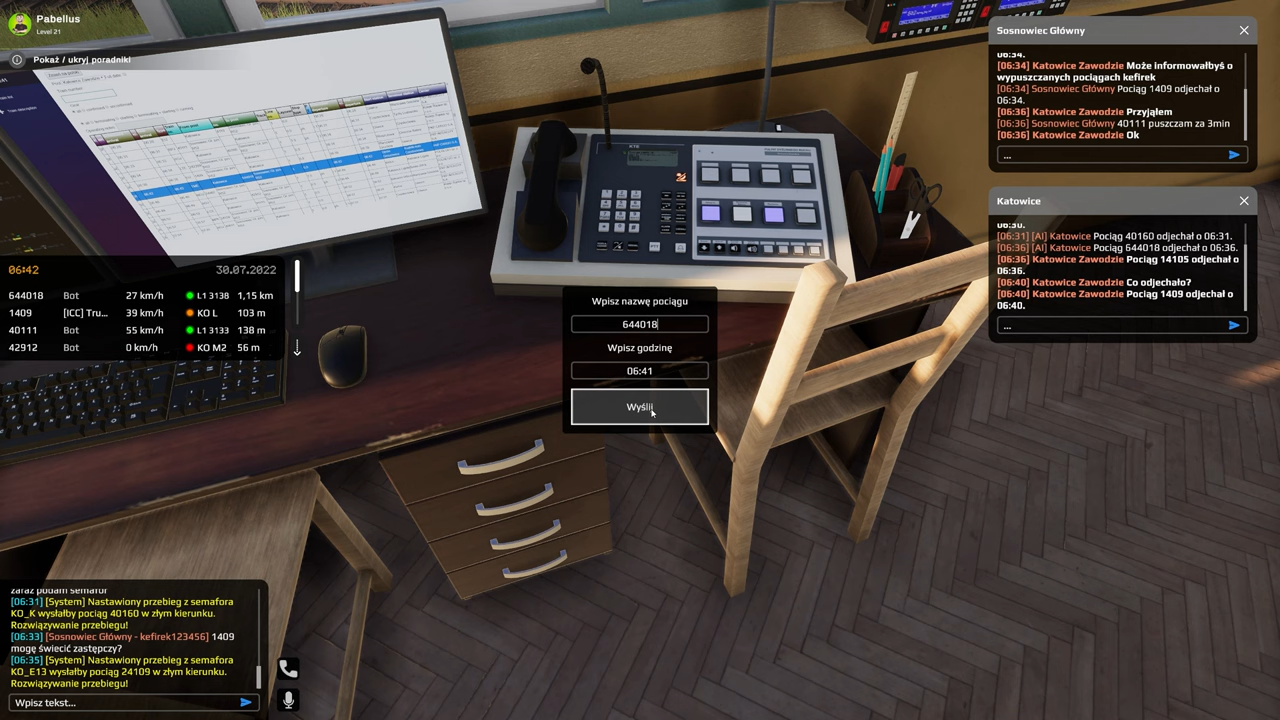 Pabellus
Level 21
Pokaż / ukryj poradniki
06:42 30.07.2022
644018 Bot 27 km/h L1 3138 1,15 km
1409 [ICC] Tru... 39 km/h KO L 103 m
40111 Bot 55 km/h L1 3133 138 m
42912 Bot 0 km/h KO M2 56 m
Wpisz nazwę pociągu
644018
Wpisz godzinę
06:41
Wyślij
Sosnowiec Główny
06:34.
[06:34] Katowice Zawodzie Może informowałbyś o
wypuszczanych pociągach kefirek
[06:34] Sosnowiec Główny Pociąg 1409 odjechał o
06:34.
[06:36] Katowice Zawodzie Przyjąłem
[06:36] Sosnowiec Główny 40111 puszczam za 3min
[06:36] Katowice Zawodzie Ok
...
Katowice
06:30.
[06:31] [AI] Katowice Pociąg 40160 odjechał o 06:31.
[06:36] [AI] Katowice Pociąg 644018 odjechał o 06:36.
[06:36] Katowice Zawodzie Pociąg 14105 odjechał o
06:36.
[06:40] Katowice Zawodzie Co odjechało?
[06:40] Katowice Zawodzie Pociąg 1409 odjechał o
06:40.
...
zaraz podam semafor
[06:31] [System] Nastawiony przebieg z semafora
KO_K wysłałby pociąg 40160 w złym kierunku.
Rozwiązywanie przebiegu!
[06:33] [Sosnowiec Główny - kefirek123456] 1409
mogę świecić zastępczy?
[06:35] [System] Nastawiony przebieg z semafora
KO_E13 wysłałby pociąg 24109 w złym kierunku.
Rozwiązywanie przebiegu!
Wpisz tekst...